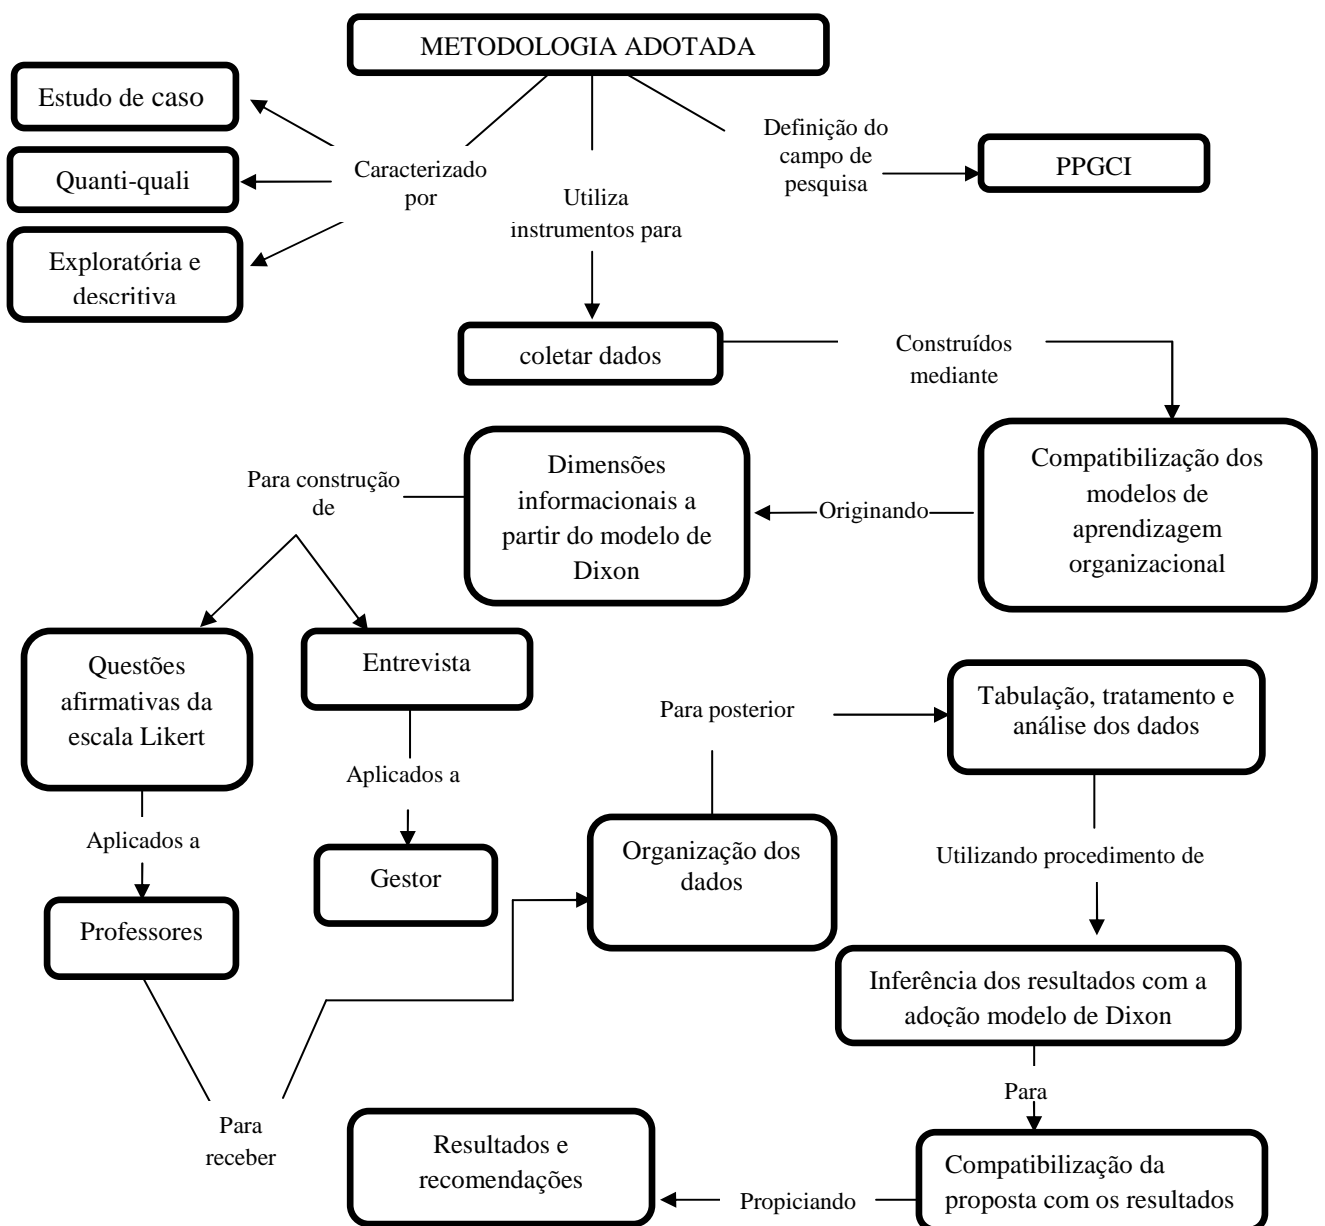 METODOLOGIA ADOTADA
Estudo de caso
Quanti-quali
Exploratória e
descritiva
Caracterizado
por
Utiliza
instrumentos para
Definição do
campo de
pesquisa
PPGCI
coletar dados
Construídos
mediante
Compatibilização dos
modelos de
aprendizagem
organizacional
Originando
Dimensões
informacionais a
partir do modelo de
Dixon
Para construção
de
Questões
afirmativas da
escala Likert
Entrevista
Aplicados a
Gestor
Aplicados a
Professores
Para
receber
Organização dos
dados
Para posterior
Tabulação, tratamento e
análise dos dados
Utilizando procedimento de
Inferência dos resultados com a
adoção modelo de Dixon
Para
Compatibilização da
proposta com os resultados
Propiciando
Resultados e
recomendações